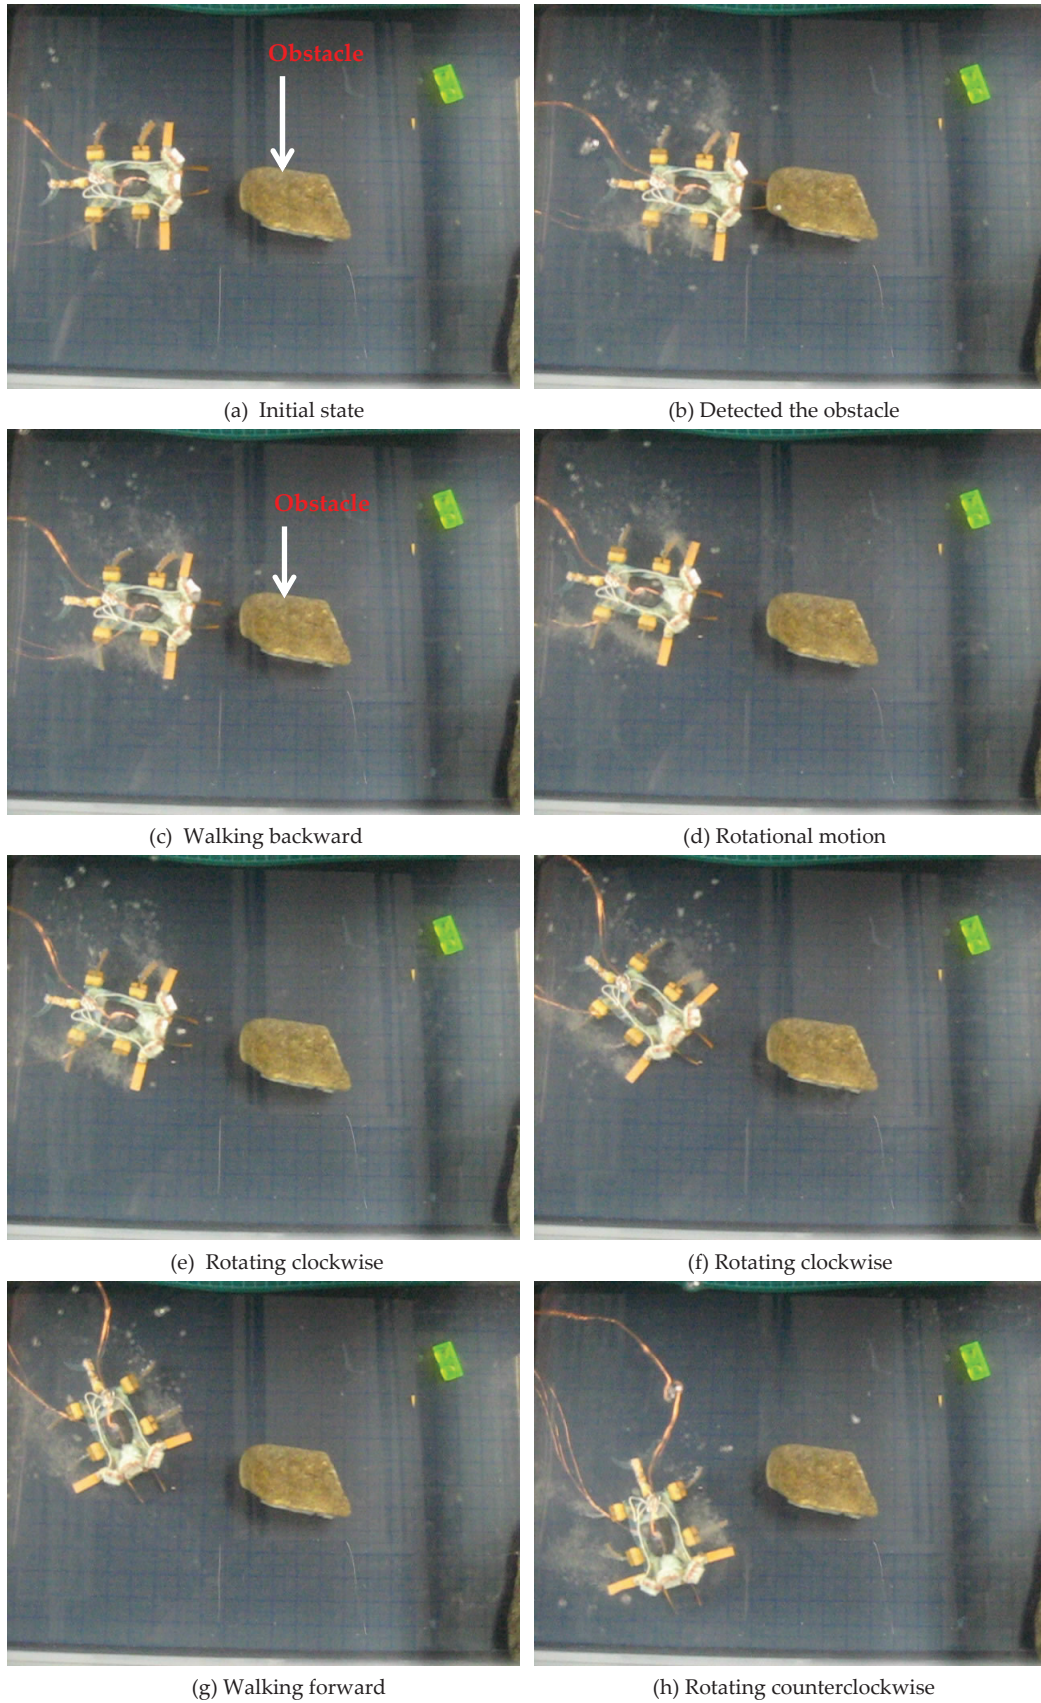 Obstacle
(a) Initial state
(b) Detected the obstacle
Obstacle
(c) Walking backward
(d) Rotational motion
(e) Rotating clockwise
(f) Rotating clockwise
(g) Walking forward
(h) Rotating counterclockwise